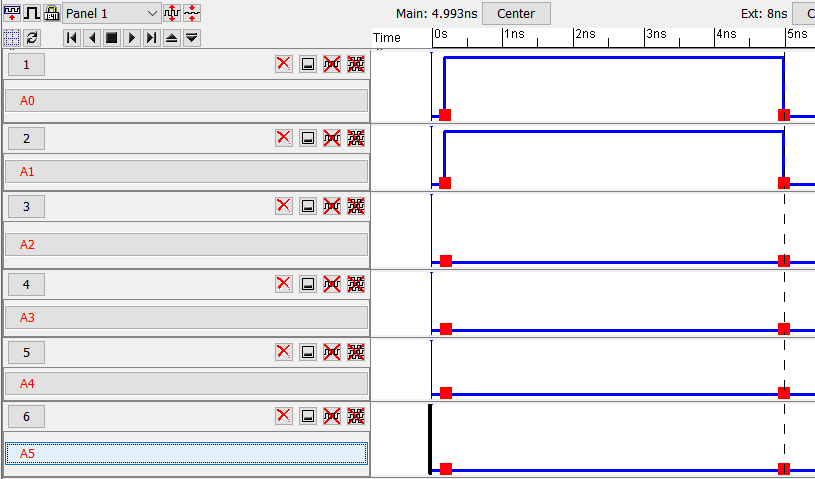 Panel 1 Main: 4.993ns Center Ext: 8ns
Time 0s 1ns 2ns 3ns 4ns 5ns
1
A0
2
A1
3
A2
4
A3
5
A4
6
A5